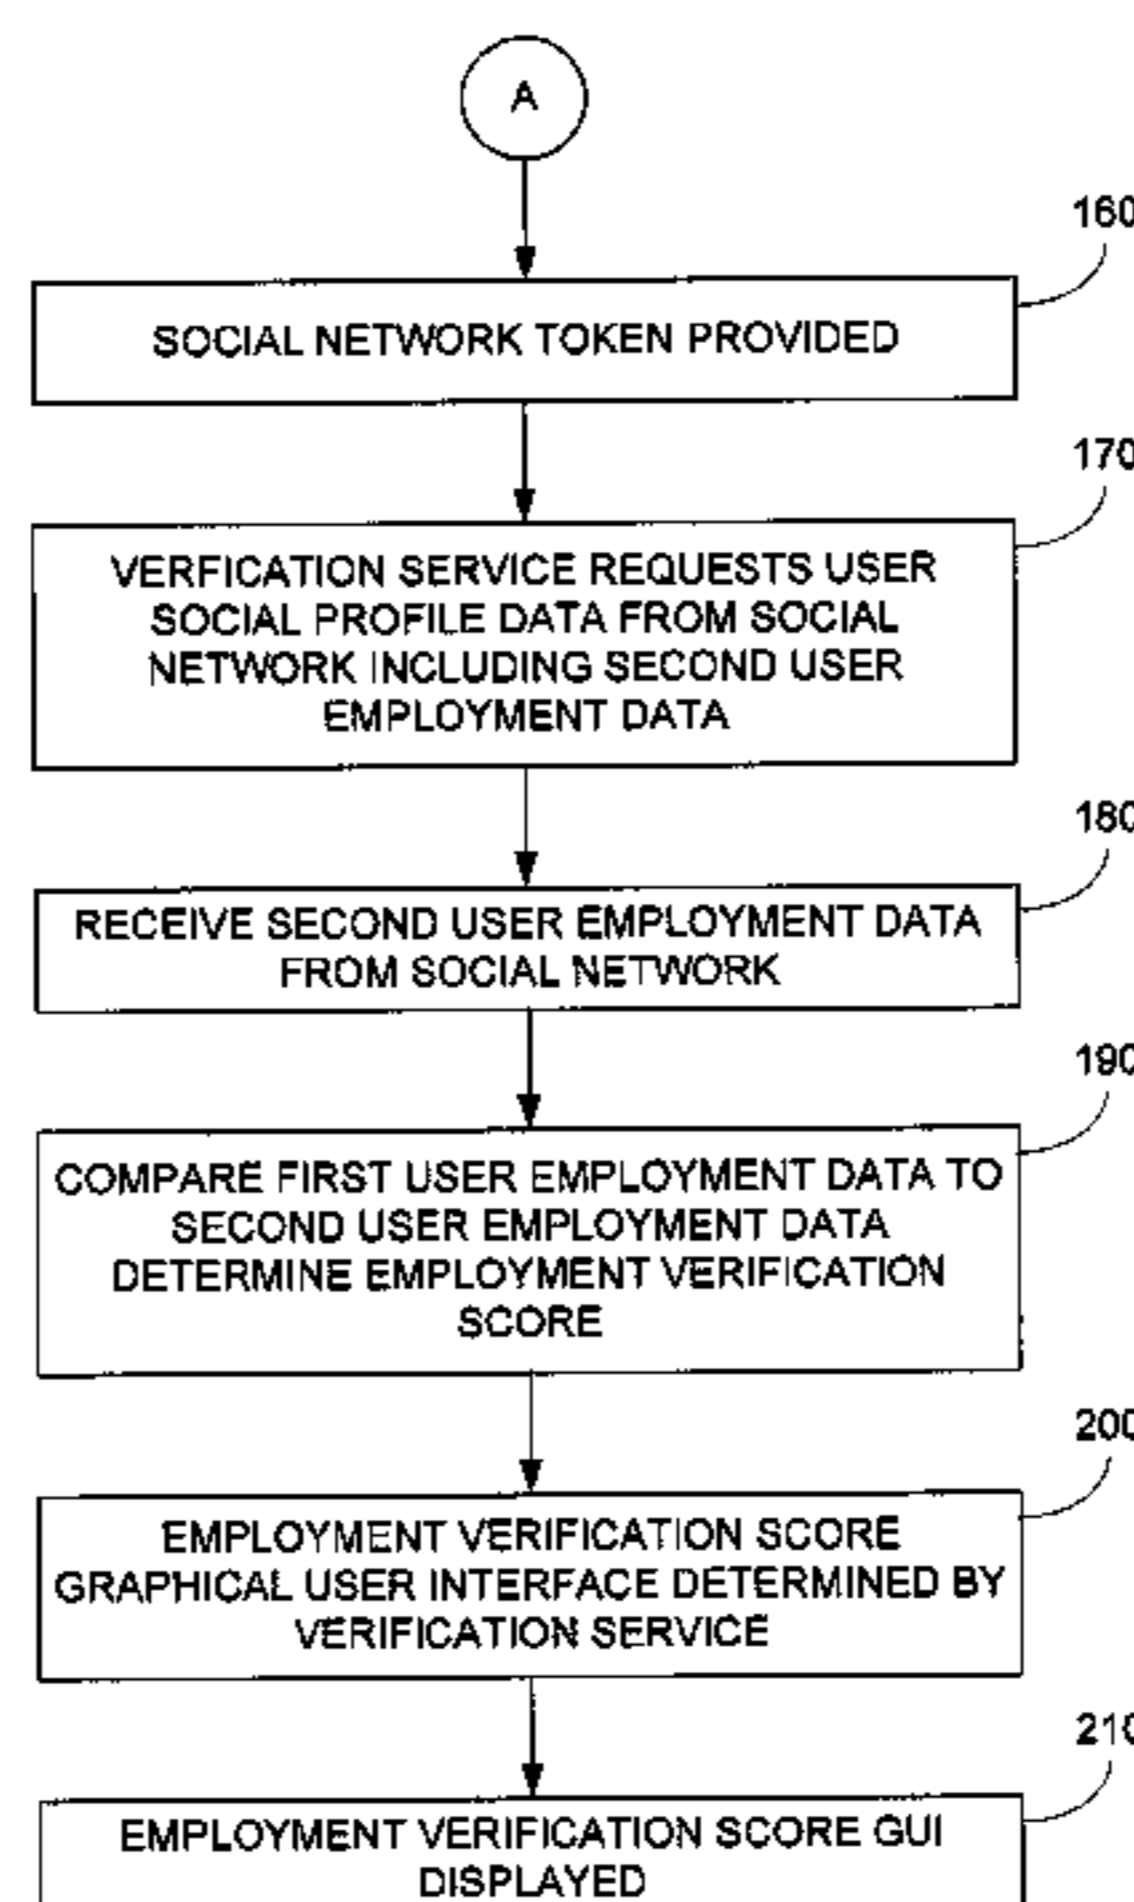 A
160
SOCIAL NETWORK TOKEN PROVIDED
170
VERFICATION SERVICE REQUESTS USER
SOCIAL PROFILE DATA FROM SOCIAL
NETWORK INCLUDING SECOND USER
EMPLOYMENT DATA
180
RECEIVE SECOND USER EMPLOYMENT DATA
FROM SOCIAL NETWORK
190
COMPARE FIRST USER EMPLOYMENT DATA TO
SECOND USER EMPLOYMENT DATA
DETERMINE EMPLOYMENT VERIFICATION
SCORE
200
EMPLOYMENT VERIFICATION SCORE
GRAPHICAL USER INTERFACE DETERMINED BY
VERIFICATION SERVICE
210
EMPLOYMENT VERIFICATION SCORE GUI
DISPLAYED